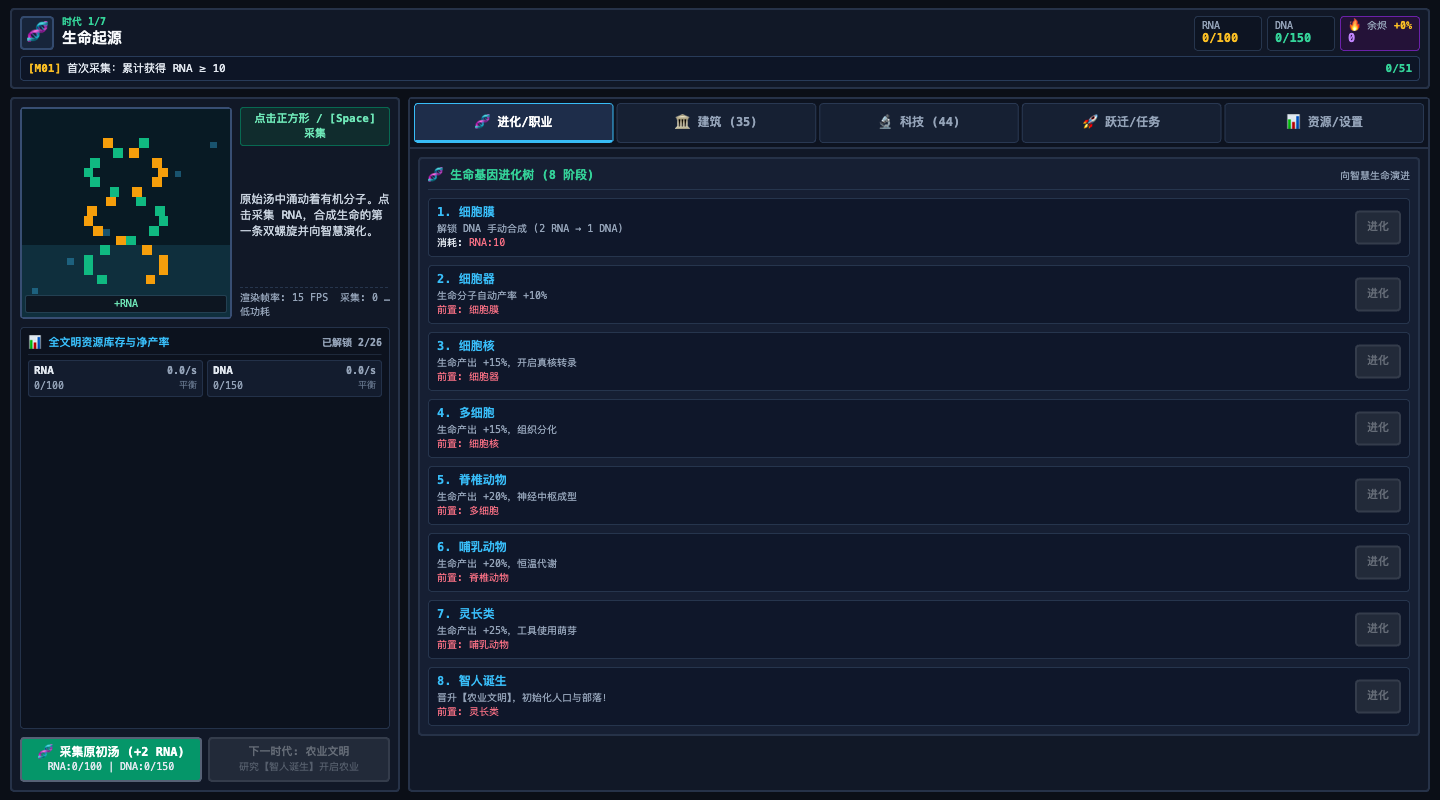 时代 1/7
生命起源
RNA
0/100
DNA
0/150
余烬 +0%
0
[M01] 首次采集: 累计获得 RNA ≥ 10
0/51
点击正方形 / [Space]
采集
原始汤中涌动着有机分子。点
击采集 RNA，合成生命的第
一条双螺旋并向智慧演化。
渲染帧率: 15 FPS 采集: 0 …
低功耗
+RNA
全文明资源库存与净产率
已解锁 2/26
RNA 0.0/s
0/100 平衡
DNA 0.0/s
0/150 平衡
采集原初汤 (+2 RNA)
RNA:0/100 | DNA:0/150
下一时代: 农业文明
研究【智人诞生】开启农业
进化/职业
建筑 (35)
科技 (44)
跃迁/任务
资源/设置
生命基因进化树 (8 阶段)
向智慧生命演进
1. 细胞膜
解锁 DNA 手动合成 (2 RNA → 1 DNA)
消耗: RNA:10
进化
2. 细胞器
生命分子自动产率 +10%
前置: 细胞膜
进化
3. 细胞核
生命产出 +15%, 开启真核转录
前置: 细胞器
进化
4. 多细胞
生命产出 +15%, 组织分化
前置: 细胞核
进化
5. 脊椎动物
生命产出 +20%, 神经中枢成型
前置: 多细胞
进化
6. 哺乳动物
生命产出 +20%, 恒温代谢
前置: 脊椎动物
进化
7. 灵长类
生命产出 +25%, 工具使用萌芽
前置: 哺乳动物
进化
8. 智人诞生
晋升【农业文明】，初始化人口与部落!
前置: 灵长类
进化